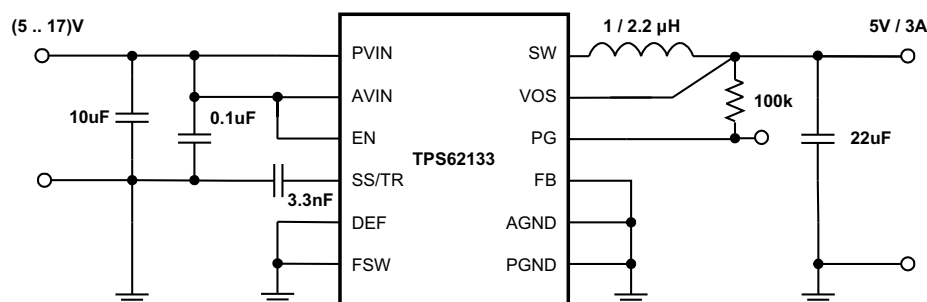 (5 .. 17)V
1 / 2.2 µH
5V / 3A
PVIN
SW
AVIN
VOS
10uF
0.1uF
100k
EN
PG
TPS62133
22uF
SS/TR
FB
3.3nF
DEF
AGND
FSW
PGND